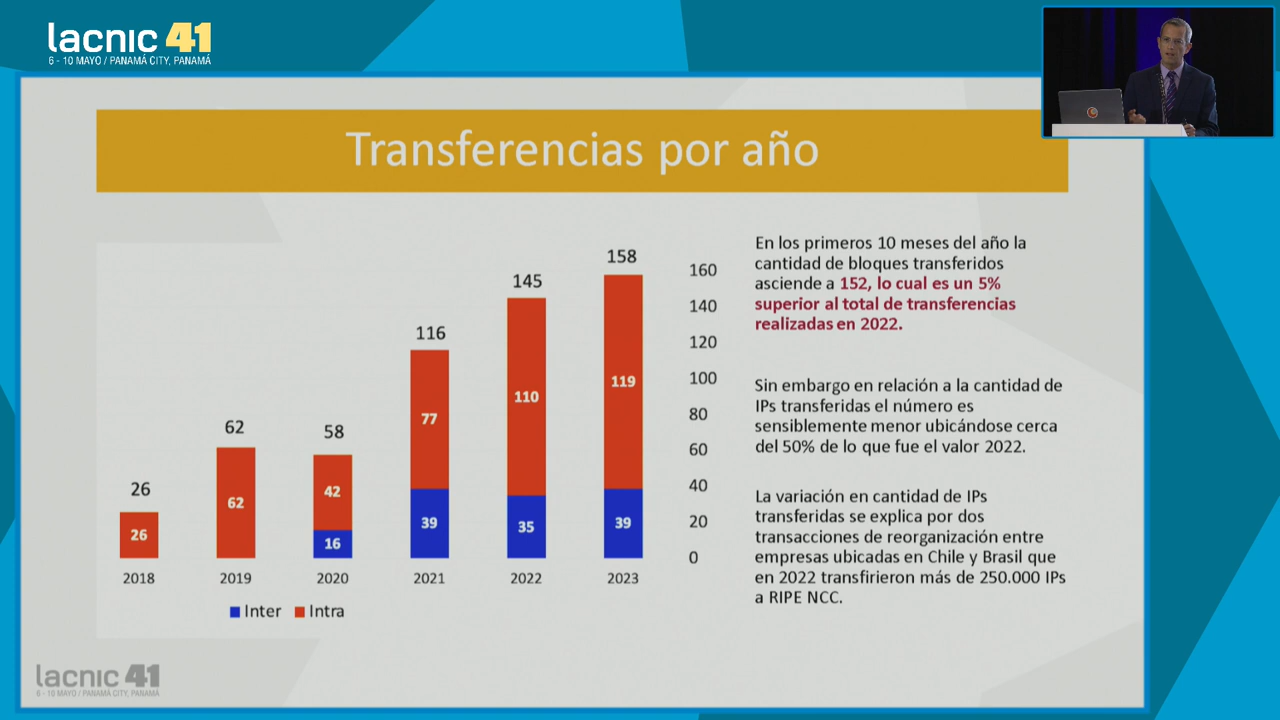 lacnic 41
6 - 10 MAYO / PANAMÁ CITY, PANAMÁ
Transferencias por año
26
62
58
116
145
158
26
62
42
77
110
119
16
39
35
39
2018
2019
2020
2021
2022
2023
Inter
Intra
160
140
120
100
80
60
40
20
0
En los primeros 10 meses del año la
cantidad de bloques transferidos
asciende a 152, lo cual es un 5%
superior al total de transferencias
realizadas en 2022.
Sin embargo en relación a la cantidad de
IPs transferidas el número es
sensiblemente menor ubicándose cerca
del 50% de lo que fue el valor 2022.
La variación en cantidad de IPs
transferidas se explica por dos
transacciones de reorganización entre
empresas ubicadas en Chile y Brasil que
en 2022 transfirieron más de 250.000 IPs
a RIPE NCC.
lacnic 41
6 - 10 MAYO / PANAMÁ CITY, PANAMÁ